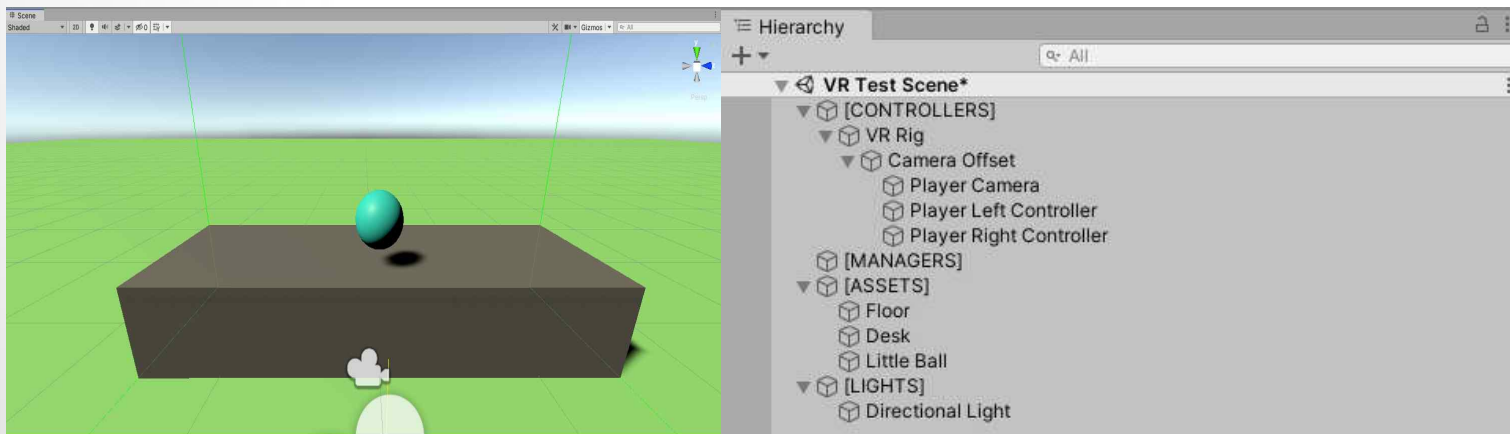 Scene
Shaded 2D 0 Gizmos All
Hierarchy
All
VR Test Scene*
[CONTROLLERS]
VR Rig
Camera Offset
Player Camera
Player Left Controller
Player Right Controller
[MANAGERS]
[ASSETS]
Floor
Desk
Little Ball
[LIGHTS]
Directional Light